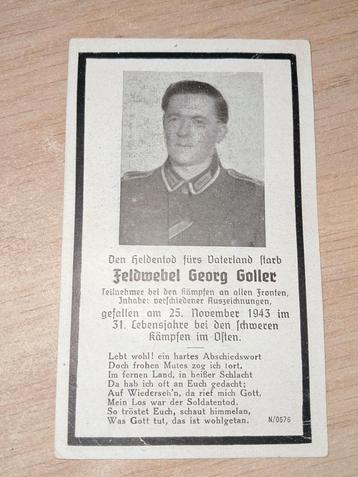 Den Heldentod fürs Vaterland starb
Feldwebel Georg Goller
Teilnehmer bei den Kämpfen an allen Fronten,
Inhaber verschiedener Auszeichnungen,
gefallen am 25. November 1943 im
31. Lebensjahre bei den schweren
Kämpfen im Osten.
Lebt wohl! ein hartes Abschiedswort
Doch frohen Mutes zog ich fort,
Im fernen Land, in heißer Schlacht
Da hab ich oft an Euch gedacht;
Auf Wiederseh'n, da rief mich Gott,
Mein Los war der Soldatentod.
So tröstet Euch, schaut himmelan,
Was Gott tut, das ist wohlgetan.
N/0576